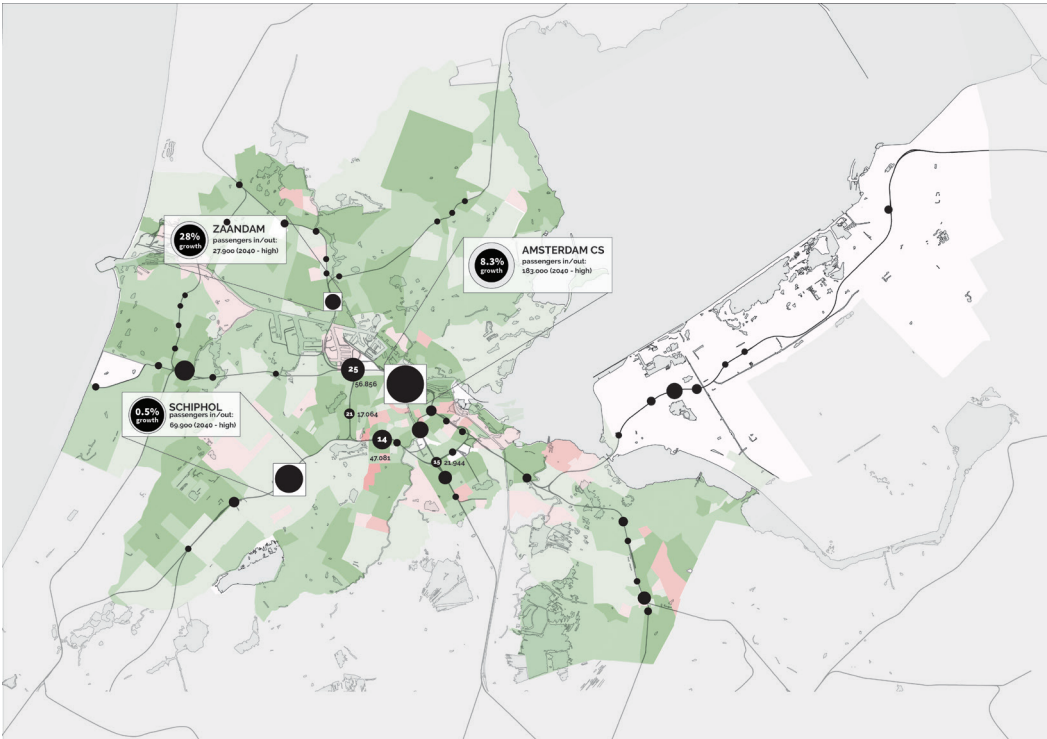 28%
growth
ZAANDAM
passengers in/out:
27.900 (2040 - high)
8.3%
growth
AMSTERDAM CS
passengers in/out:
183.000 (2040 - high)
0.5%
growth
SCHIPHOL
passengers in/out:
69.900 (2040 - high)
25
56.856
21
17.064
14
47.081
15
21.944